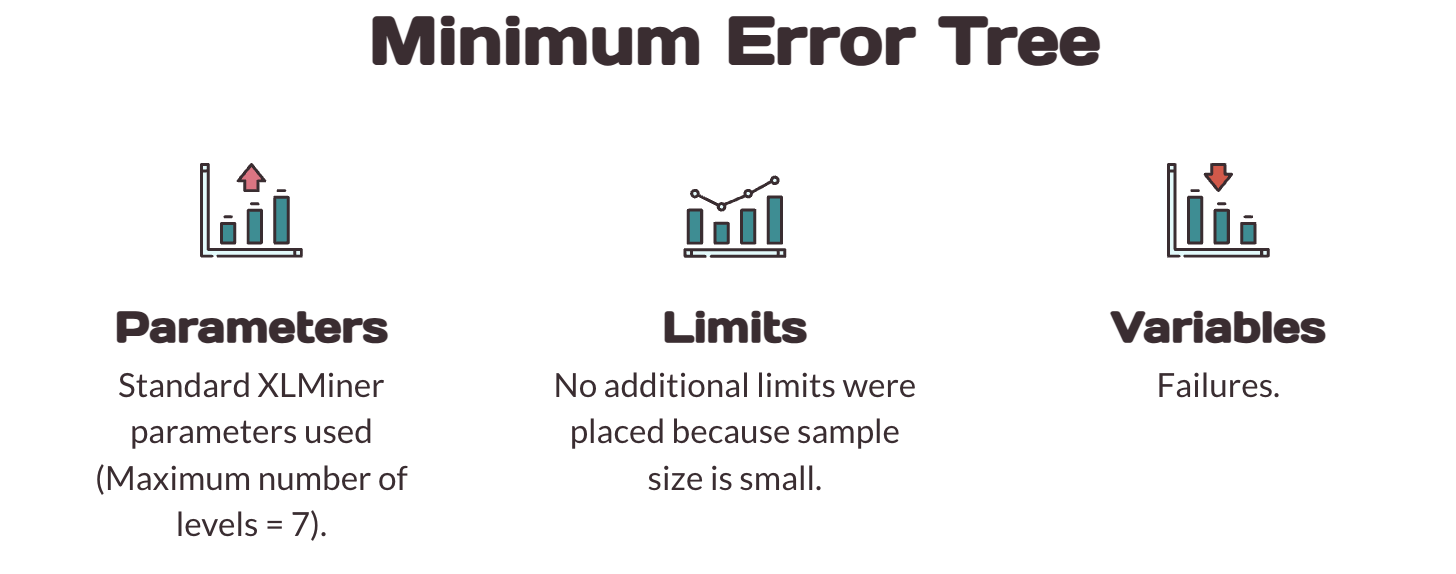 Minimum Error Tree
Parameters
Standard XLMiner
parameters used
(Maximum number of
levels = 7).
Limits
No additional limits were
placed because sample
size is small.
Variables
Failures.